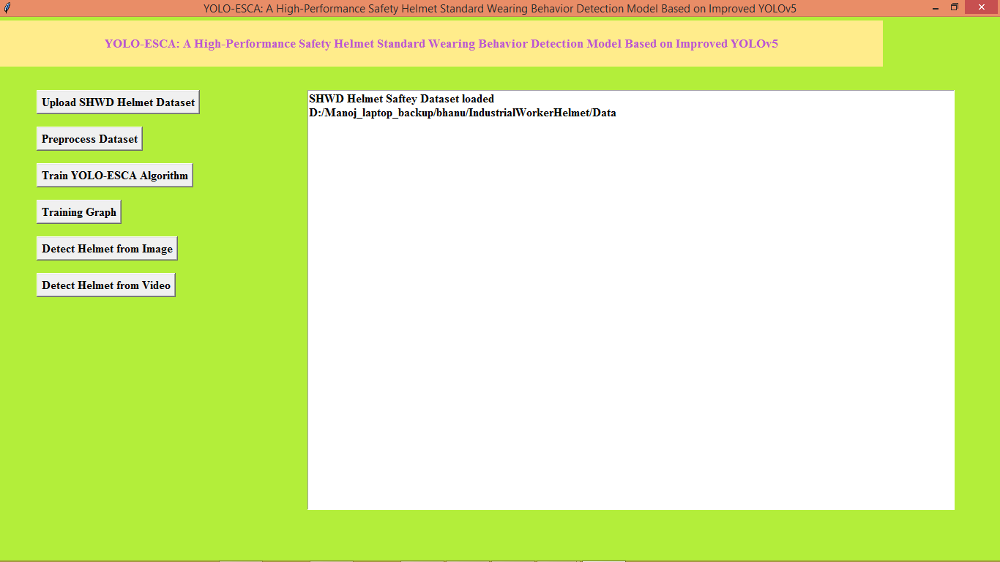 YOLO-ESCA: A High-Performance Safety Helmet Standard Wearing Behavior Detection Model Based on Improved YOLOv5
YOLO-ESCA: A High-Performance Safety Helmet Standard Wearing Behavior Detection Model Based on Improved YOLOv5
Upload SHWD Helmet Dataset
Preprocess Dataset
Train YOLO-ESCA Algorithm
Training Graph
Detect Helmet from Image
Detect Helmet from Video
SHWD Helmet Saftey Dataset loaded
D:/Manoj_laptop_backup/bhanu/IndustrialWorkerHelmet/Data